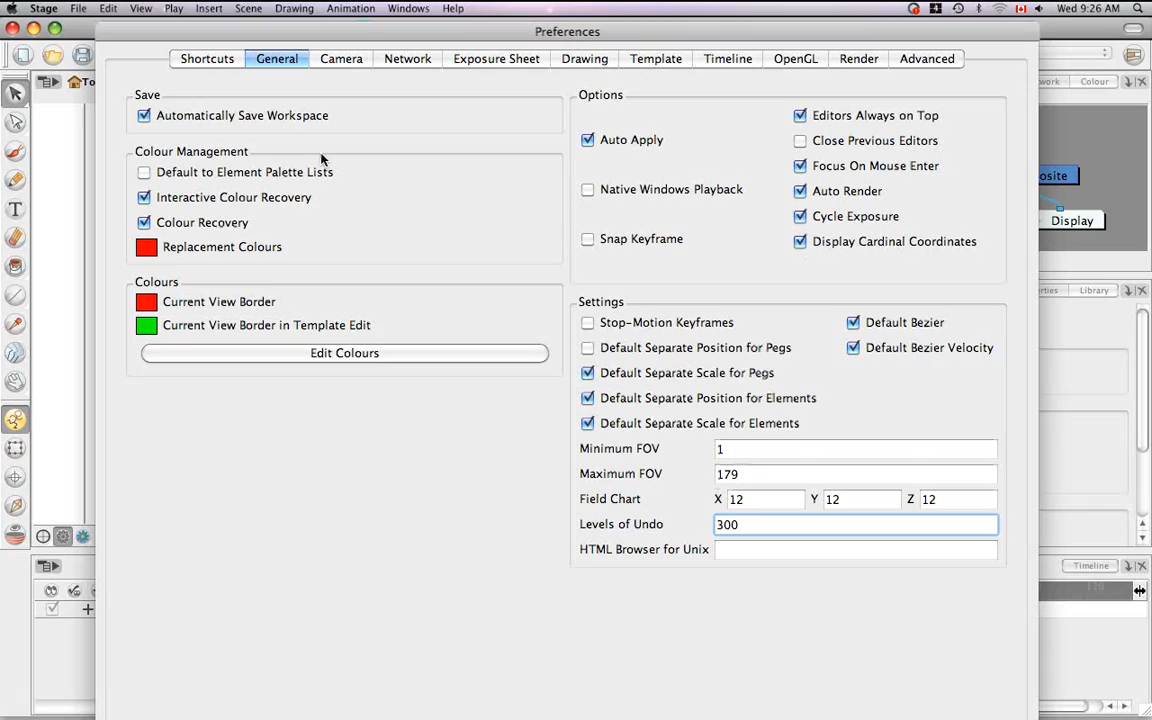 Stage File Edit View Play Insert Scene Drawing Animation Windows Help Wed 9:26 AM
Preferences
Shortcuts General Camera Network Exposure Sheet Drawing Template Timeline OpenGL Render Advanced
To
Colour
Save
Automatically Save Workspace
Colour Management
Default to Element Palette Lists
Interactive Colour Recovery
Colour Recovery
Replacement Colours
Colours
Current View Border
Current View Border in Template Edit
Edit Colours
Options
Auto Apply
Native Windows Playback
Snap Keyframe
Editors Always on Top
Close Previous Editors
Focus On Mouse Enter
Auto Render
Cycle Exposure
Display Cardinal Coordinates
Settings
Stop-Motion Keyframes
Default Bezier
Default Separate Position for Pegs
Default Bezier Velocity
Default Separate Scale for Pegs
Default Separate Position for Elements
Default Separate Scale for Elements
Minimum FOV 1
Maximum FOV 179
Field Chart X 12 Y 12 Z 12
Levels of Undo 300
HTML Browser for Unix
osite
Display
erties Library
Timeline